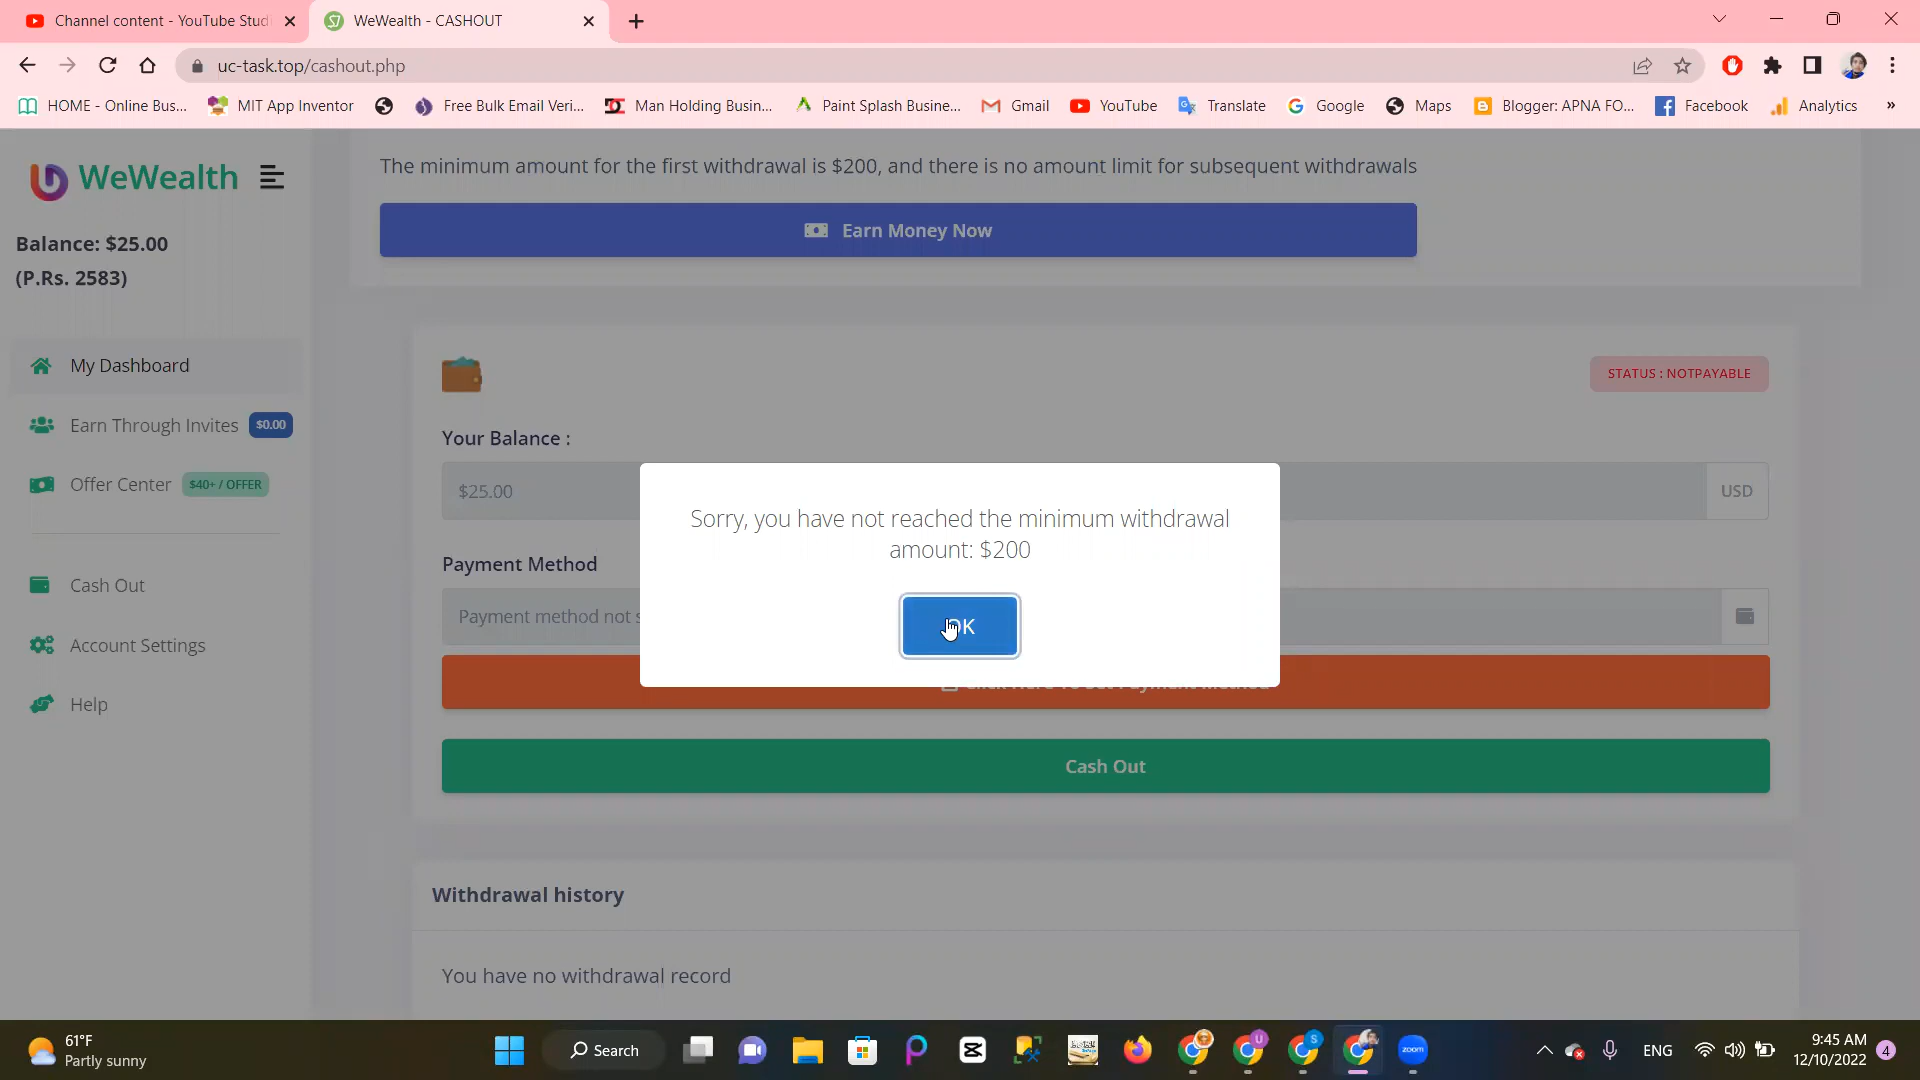 Channel content - YouTube Stud
WeWealth - CASHOUT
uc-task.top/cashout.php
HOME - Online Bus...
MIT App Inventor
Free Bulk Email Veri...
Man Holding Busin...
Paint Splash Busine...
Gmail
YouTube
Translate
Google
Maps
Blogger: APNA FO...
Facebook
Analytics
»
WeWealth
Balance: $25.00
(P.Rs. 2583)
My Dashboard
Earn Through Invites $0.00
Offer Center $40+ / OFFER
Cash Out
Account Settings
Help
The minimum amount for the first withdrawal is $200, and there is no amount limit for subsequent withdrawals
Earn Money Now
STATUS : NOTPAYABLE
Your Balance :
$25.00
USD
Payment Method
Payment method not s
Sorry, you have not reached the minimum withdrawal
amount: $200
OK
Cash Out
Withdrawal history
You have no withdrawal record
61°F
Partly sunny
Search
zoom
ENG
9:45 AM
12/10/2022
4